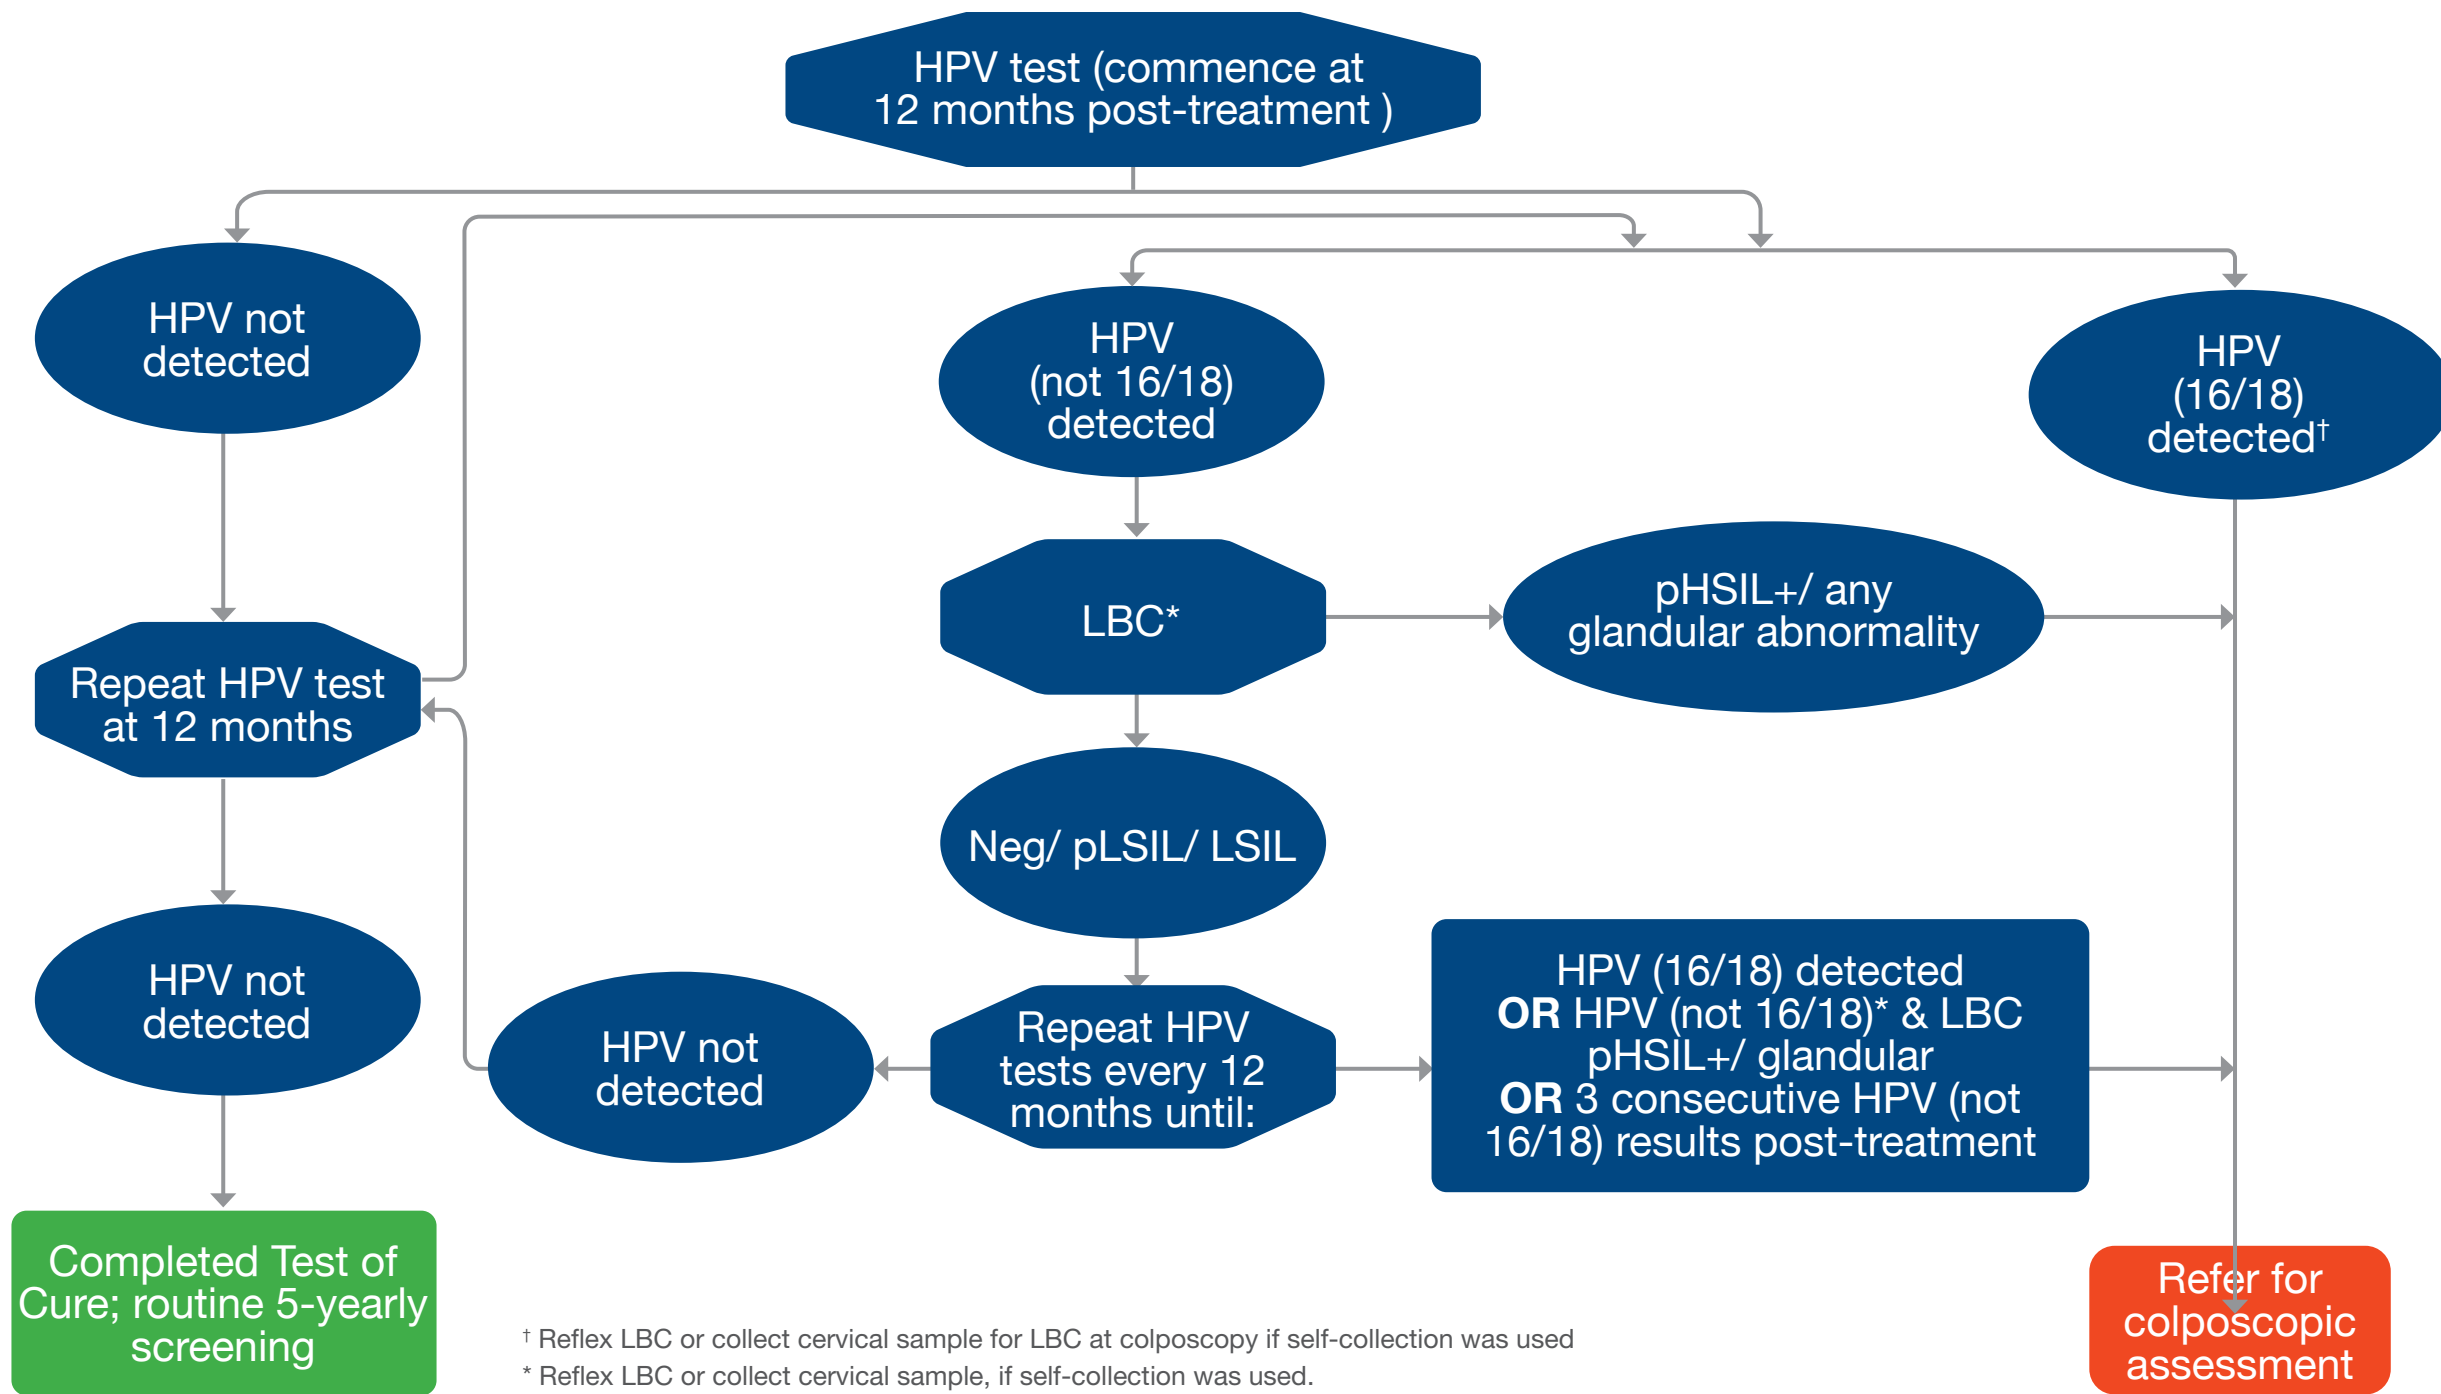 HPV test (commence at
12 months post-treatment )
HPV not
detected
HPV
(not 16/18)
detected
HPV
(16/18)
detected†
LBC*
pHSIL+/ any
glandular abnormality
Repeat HPV test
at 12 months
Neg/ pLSIL/ LSIL
HPV not
detected
HPV not
detected
Repeat HPV
tests every 12
months until:
HPV (16/18) detected
OR HPV (not 16/18)* & LBC
pHSIL+/ glandular
OR 3 consecutive HPV (not
16/18) results post-treatment
Completed Test of
Cure; routine 5-yearly
screening
Refer for
colposcopic
assessment
† Reflex LBC or collect cervical sample for LBC at colposcopy if self-collection was used
* Reflex LBC or collect cervical sample, if self-collection was used.